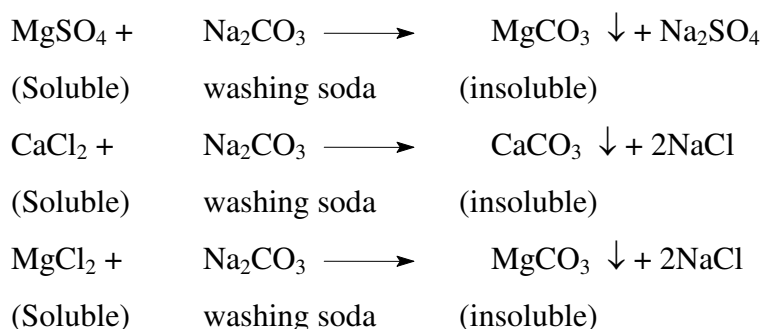 MgSO₄ + Na₂CO₃ ⟶ MgCO₃ ↓ + Na₂SO₄
(Soluble) washing soda (insoluble)
CaCl₂ + Na₂CO₃ ⟶ CaCO₃ ↓ + 2NaCl
(Soluble) washing soda (insoluble)
MgCl₂ + Na₂CO₃ ⟶ MgCO₃ ↓ + 2NaCl
(Soluble) washing soda (insoluble)